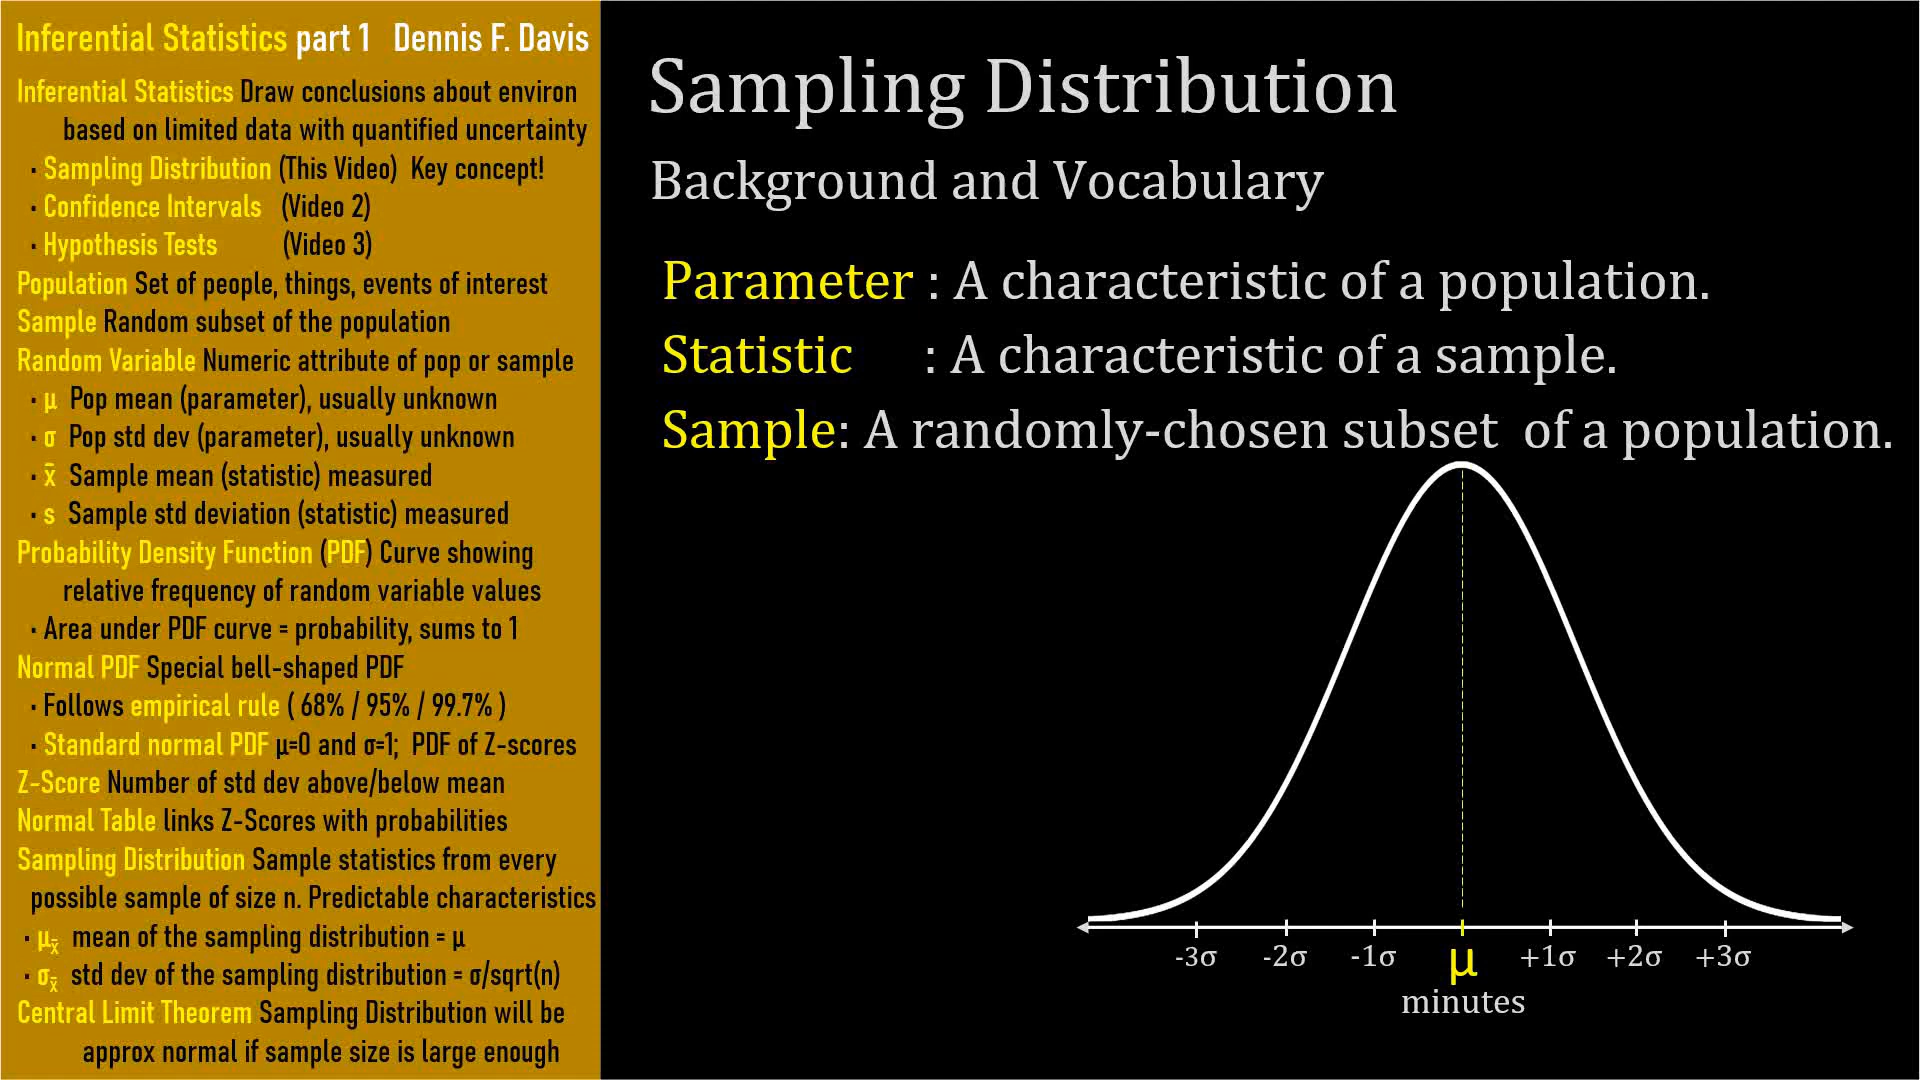 Inferential Statistics part 1 Dennis F. Davis
Inferential Statistics Draw conclusions about environ
based on limited data with quantified uncertainty
· Sampling Distribution (This Video) Key concept!
· Confidence Intervals (Video 2)
· Hypothesis Tests (Video 3)
Population Set of people, things, events of interest
Sample Random subset of the population
Random Variable Numeric attribute of pop or sample
· μ Pop mean (parameter), usually unknown
· σ Pop std dev (parameter), usually unknown
· x̄ Sample mean (statistic) measured
· s Sample std deviation (statistic) measured
Probability Density Function (PDF) Curve showing
relative frequency of random variable values
· Area under PDF curve = probability, sums to 1
Normal PDF Special bell-shaped PDF
· Follows empirical rule ( 68% / 95% / 99.7% )
· Standard normal PDF μ=0 and σ=1; PDF of Z-scores
Z-Score Number of std dev above/below mean
Normal Table links Z-Scores with probabilities
Sampling Distribution Sample statistics from every
possible sample of size n. Predictable characteristics
· μx̄ mean of the sampling distribution = μ
· σx̄ std dev of the sampling distribution = σ/sqrt(n)
Central Limit Theorem Sampling Distribution will be
approx normal if sample size is large enough
Sampling Distribution
Background and Vocabulary
Parameter : A characteristic of a population.
Statistic : A characteristic of a sample.
Sample: A randomly-chosen subset of a population.
-3σ -2σ -1σ μ +1σ +2σ +3σ
minutes